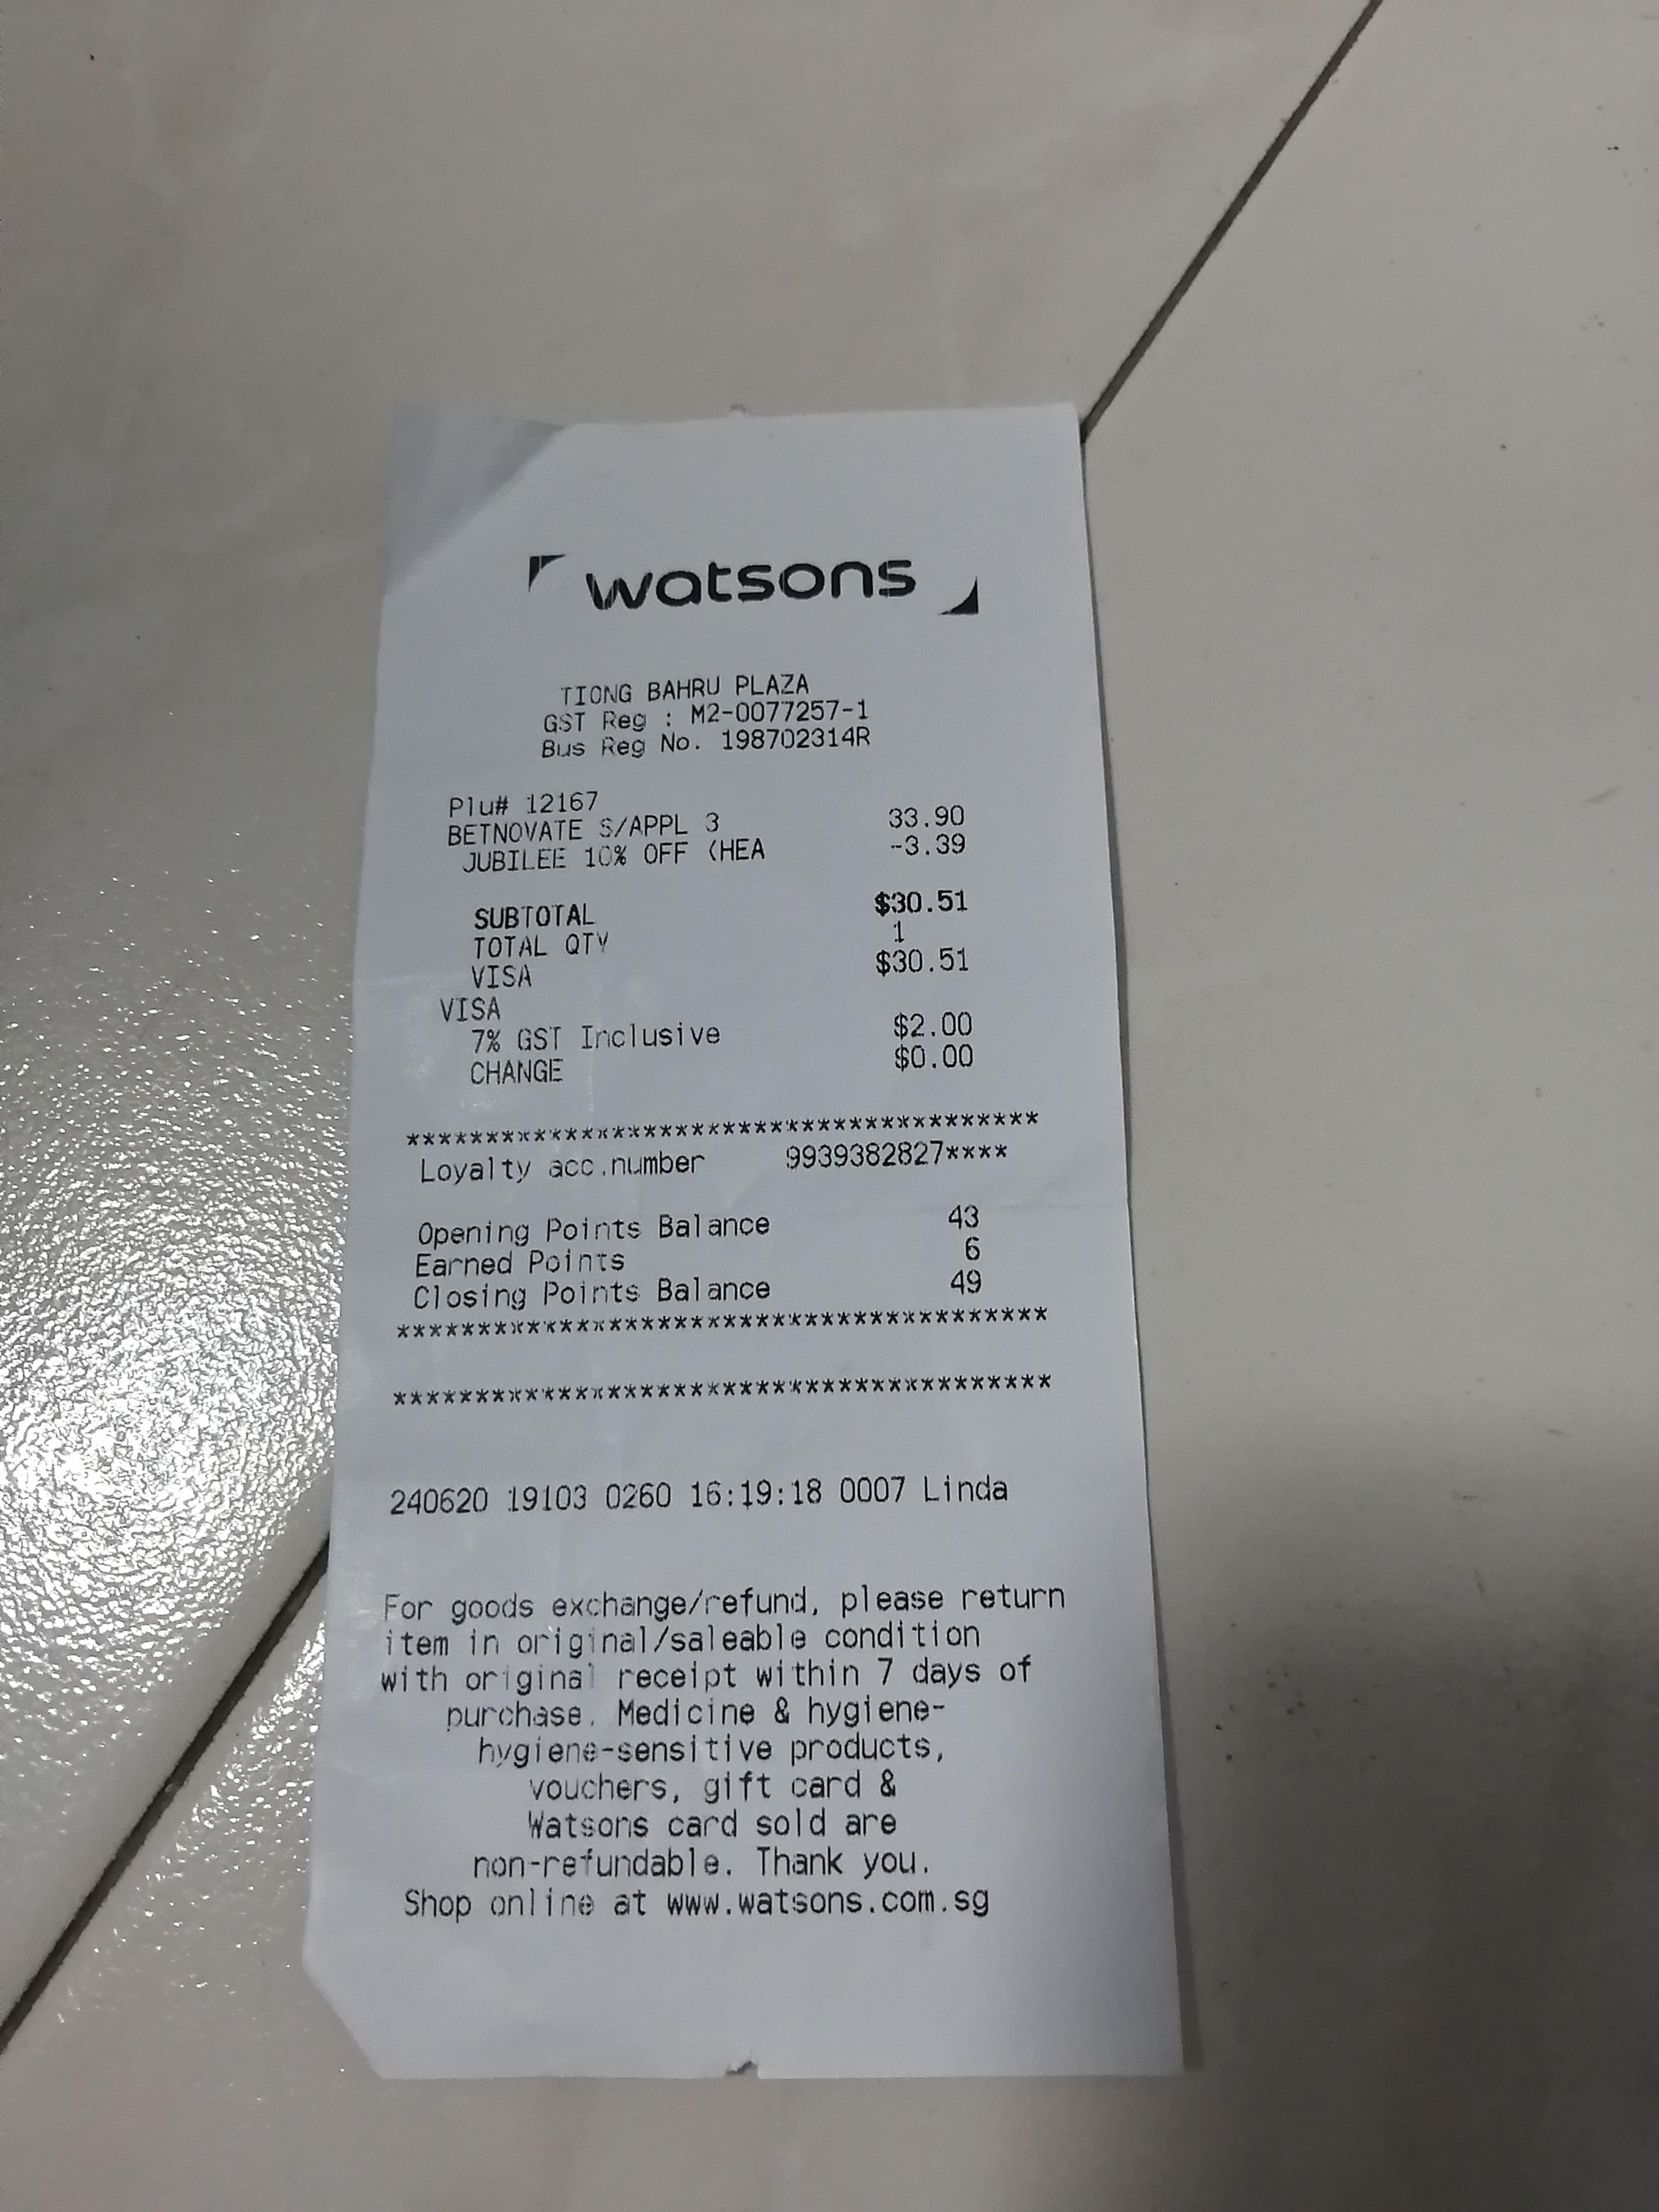 watsons
TIONG BAHRU PLAZA
GST Reg : M2-0077257-1
Bus Reg No. 198702314R
Plu# 12167
BETNOVATE S/APPL 3 33.90
JUBILEE 10% OFF (HEA -3.39
SUBTOTAL $30.51
TOTAL QTY 1
VISA $30.51
VISA
7% GST Inclusive $2.00
CHANGE $0.00
****************************************
Loyalty acc.number 9939382827****
Opening Points Balance 43
Earned Points 6
Closing Points Balance 49
****************************************
****************************************
240620 19103 0260 16:19:18 0007 Linda
For goods exchange/refund, please return
item in original/saleable condition
with original receipt within 7 days of
purchase. Medicine & hygiene-
hygiene-sensitive products,
vouchers, gift card &
Watsons card sold are
non-refundable. Thank you.
Shop online at www.watsons.com.sg